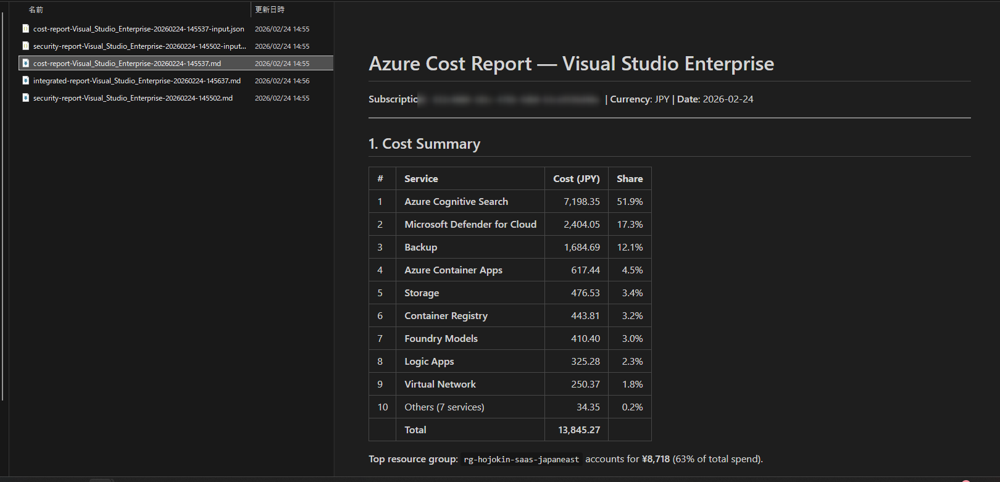 名前 更新日時
cost-report-Visual_Studio_Enterprise-20260224-145537-input.json 2026/02/24 14:55
security-report-Visual_Studio_Enterprise-20260224-145502-input... 2026/02/24 14:55
cost-report-Visual_Studio_Enterprise-20260224-145537.md 2026/02/24 14:55
integrated-report-Visual_Studio_Enterprise-20260224-145637.md 2026/02/24 14:56
security-report-Visual_Studio_Enterprise-20260224-145502.md 2026/02/24 14:55
Azure Cost Report — Visual Studio Enterprise
Subscriptio | Currency: JPY | Date: 2026-02-24
1. Cost Summary
# Service Cost (JPY) Share
1 Azure Cognitive Search 7,198.35 51.9%
2 Microsoft Defender for Cloud 2,404.05 17.3%
3 Backup 1,684.69 12.1%
4 Azure Container Apps 617.44 4.5%
5 Storage 476.53 3.4%
6 Container Registry 443.81 3.2%
7 Foundry Models 410.40 3.0%
8 Logic Apps 325.28 2.3%
9 Virtual Network 250.37 1.8%
10 Others (7 services) 34.35 0.2%
Total 13,845.27
Top resource group: rg-hojokin-saas-japaneast accounts for ¥8,718 (63% of total spend).